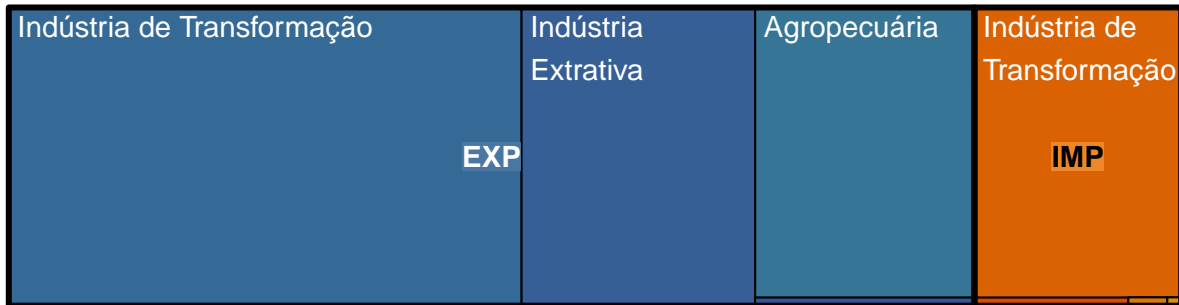 Indústria de Transformação
Indústria
Extrativa
Agropecuária
Indústria de
Transformação
EXP
IMP